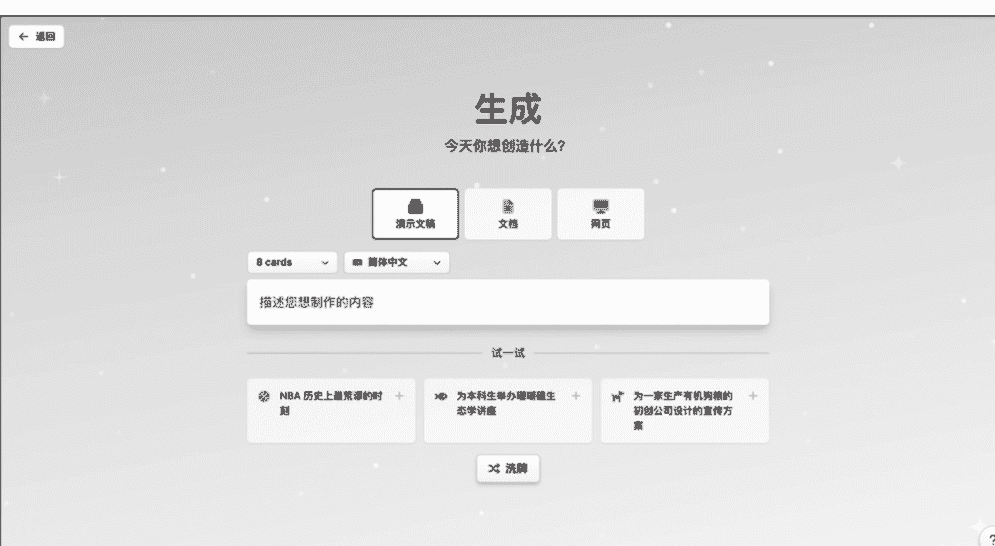 ← 返回
生成
今天你想创造什么?
演示文稿
文档
网页
8 cards
简体中文
描述您想制作的内容
试一试
NBA 历史上最荒谬的时
刻
+
为本科生举办珊瑚礁生
态学讲座
+
为一家生产有机狗粮的
初创公司设计的宣传方
案
+
洗牌
?